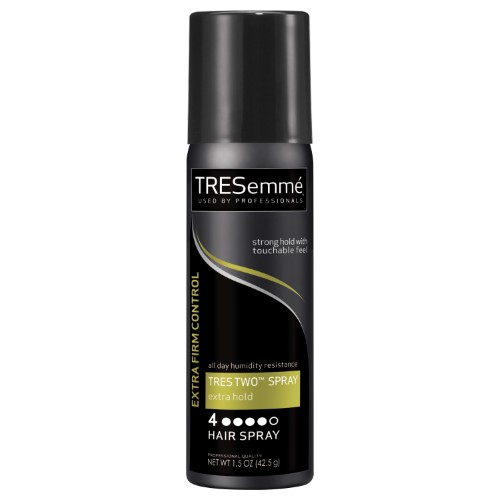 TRESemmé
USED BY PROFESSIONALS
strong hold with
touchable feel
EXTRA FIRM CONTROL
all day humidity resistance
TRES TWO™ SPRAY
extra hold
4
HAIR SPRAY
PROFESSIONAL QUALITY
NET WT 1.5 OZ (42.5 g)